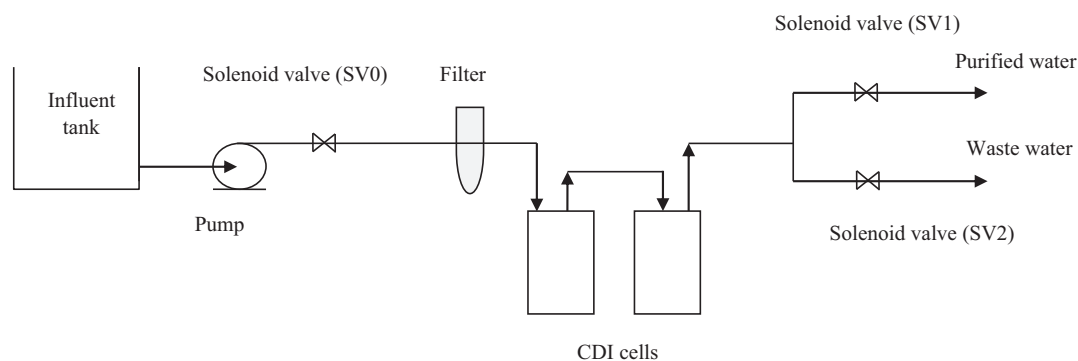 Solenoid valve (SV1)
Solenoid valve (SV0)
Filter
Purified water
Influent
tank
Waste water
Pump
Solenoid valve (SV2)
CDI cells